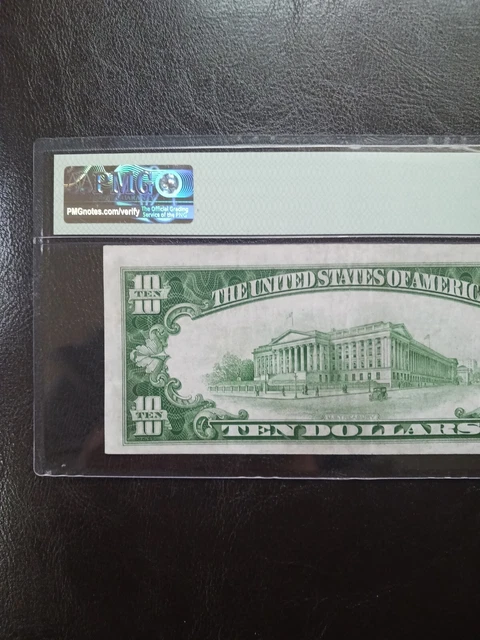 PMG
PMGnotes.com/verify
The Official Grading
Service of the PNG
10
TEN
10
THE UNITED STATES OF AMERIC
10
TEN
10
U.S. TREASURY
TEN DOLLARS